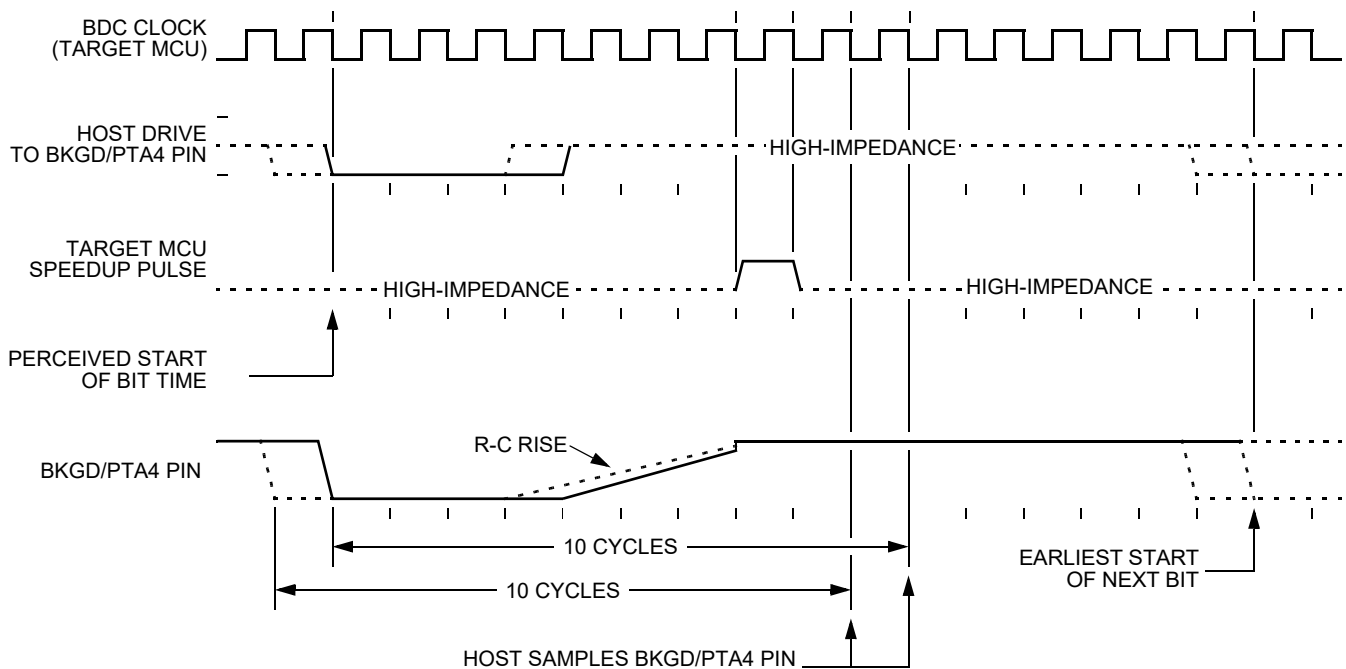 BDC CLOCK
(TARGET MCU)
HOST DRIVE
TO BKGD/PTA4 PIN
HIGH-IMPEDANCE
TARGET MCU
SPEEDUP PULSE
HIGH-IMPEDANCE
HIGH-IMPEDANCE
PERCEIVED START
OF BIT TIME
R-C RISE
BKGD/PTA4 PIN
10 CYCLES
EARLIEST START
OF NEXT BIT
10 CYCLES
HOST SAMPLES BKGD/PTA4 PIN